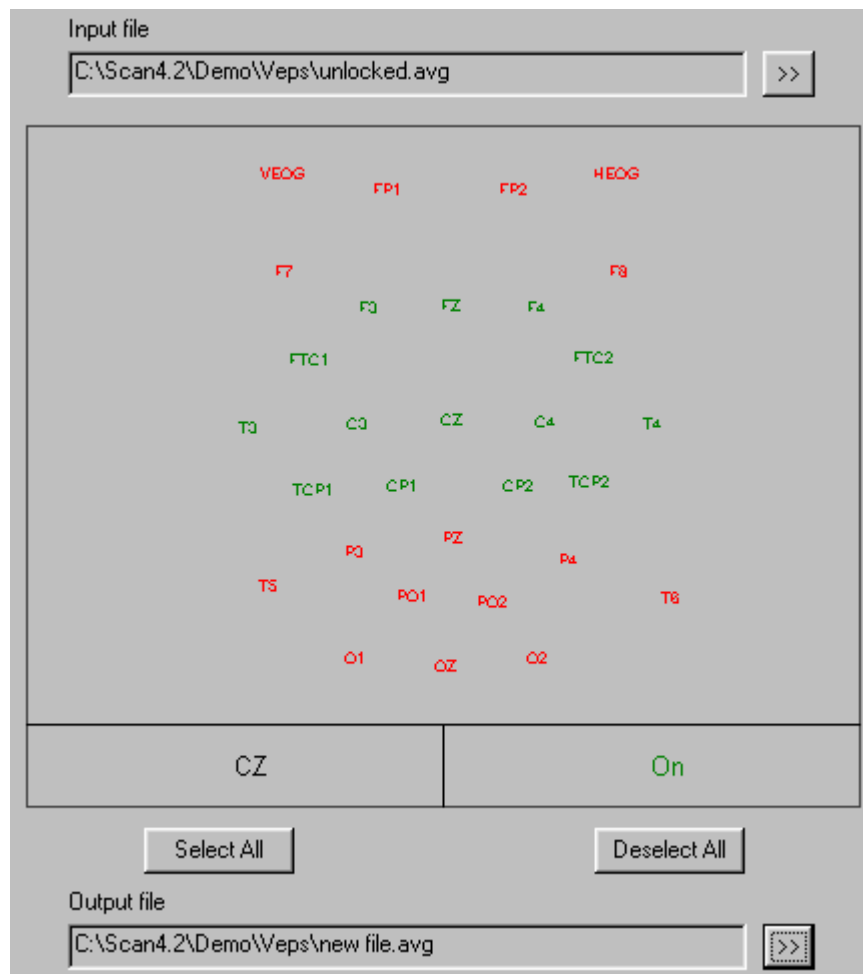 Input file
C:\Scan4.2\Demo\Veps\unlocked.avg >>
VEOG FP1 FP2 HEOG
F7 F8
F3 FZ F4
FTC1 FTC2
T3 C3 CZ C4 T4
TCP1 CP1 CP2 TCP2
P3 PZ P4
T5 PO1 PO2 T6
O1 OZ O2
CZ On
Select All Deselect All
Output file
C:\Scan4.2\Demo\Veps\new file.avg >>